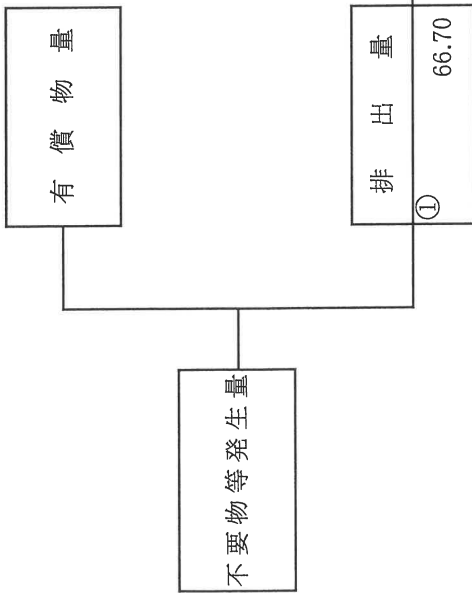 有償物量
不要物等発生量
排出量
①
66.70